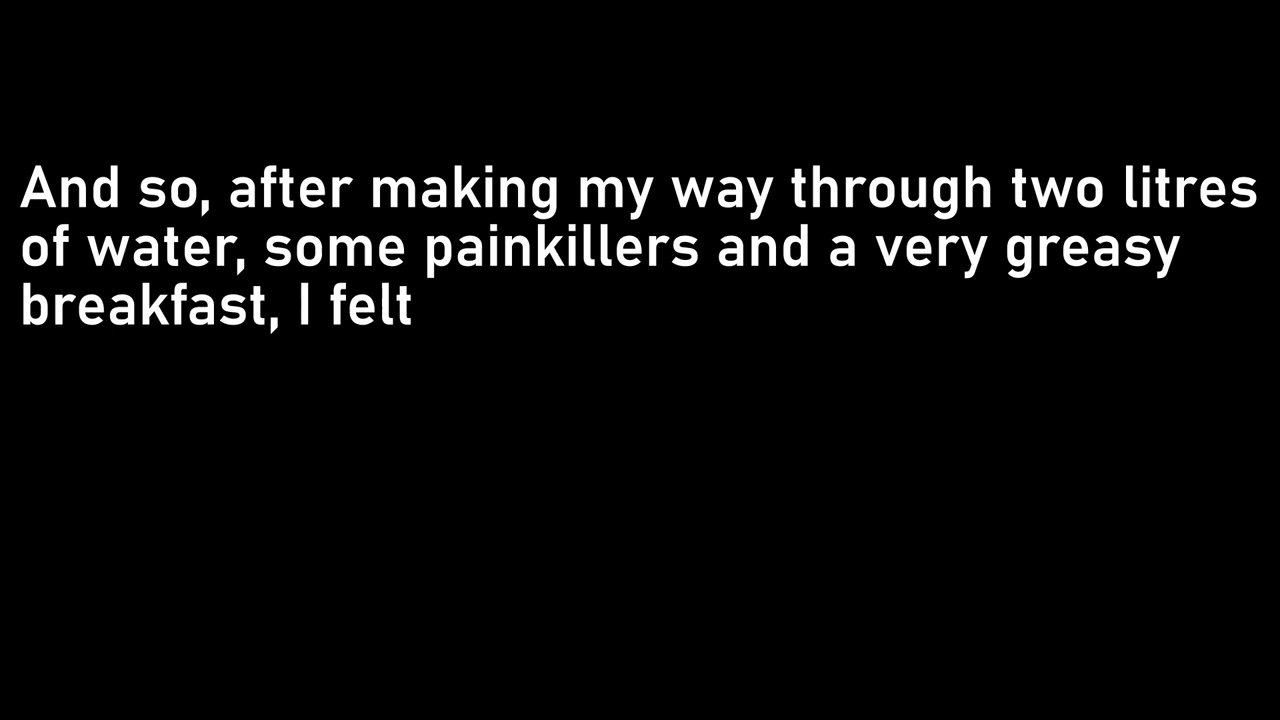 And so, after making my way through two litres
of water, some painkillers and a very greasy
breakfast, I felt